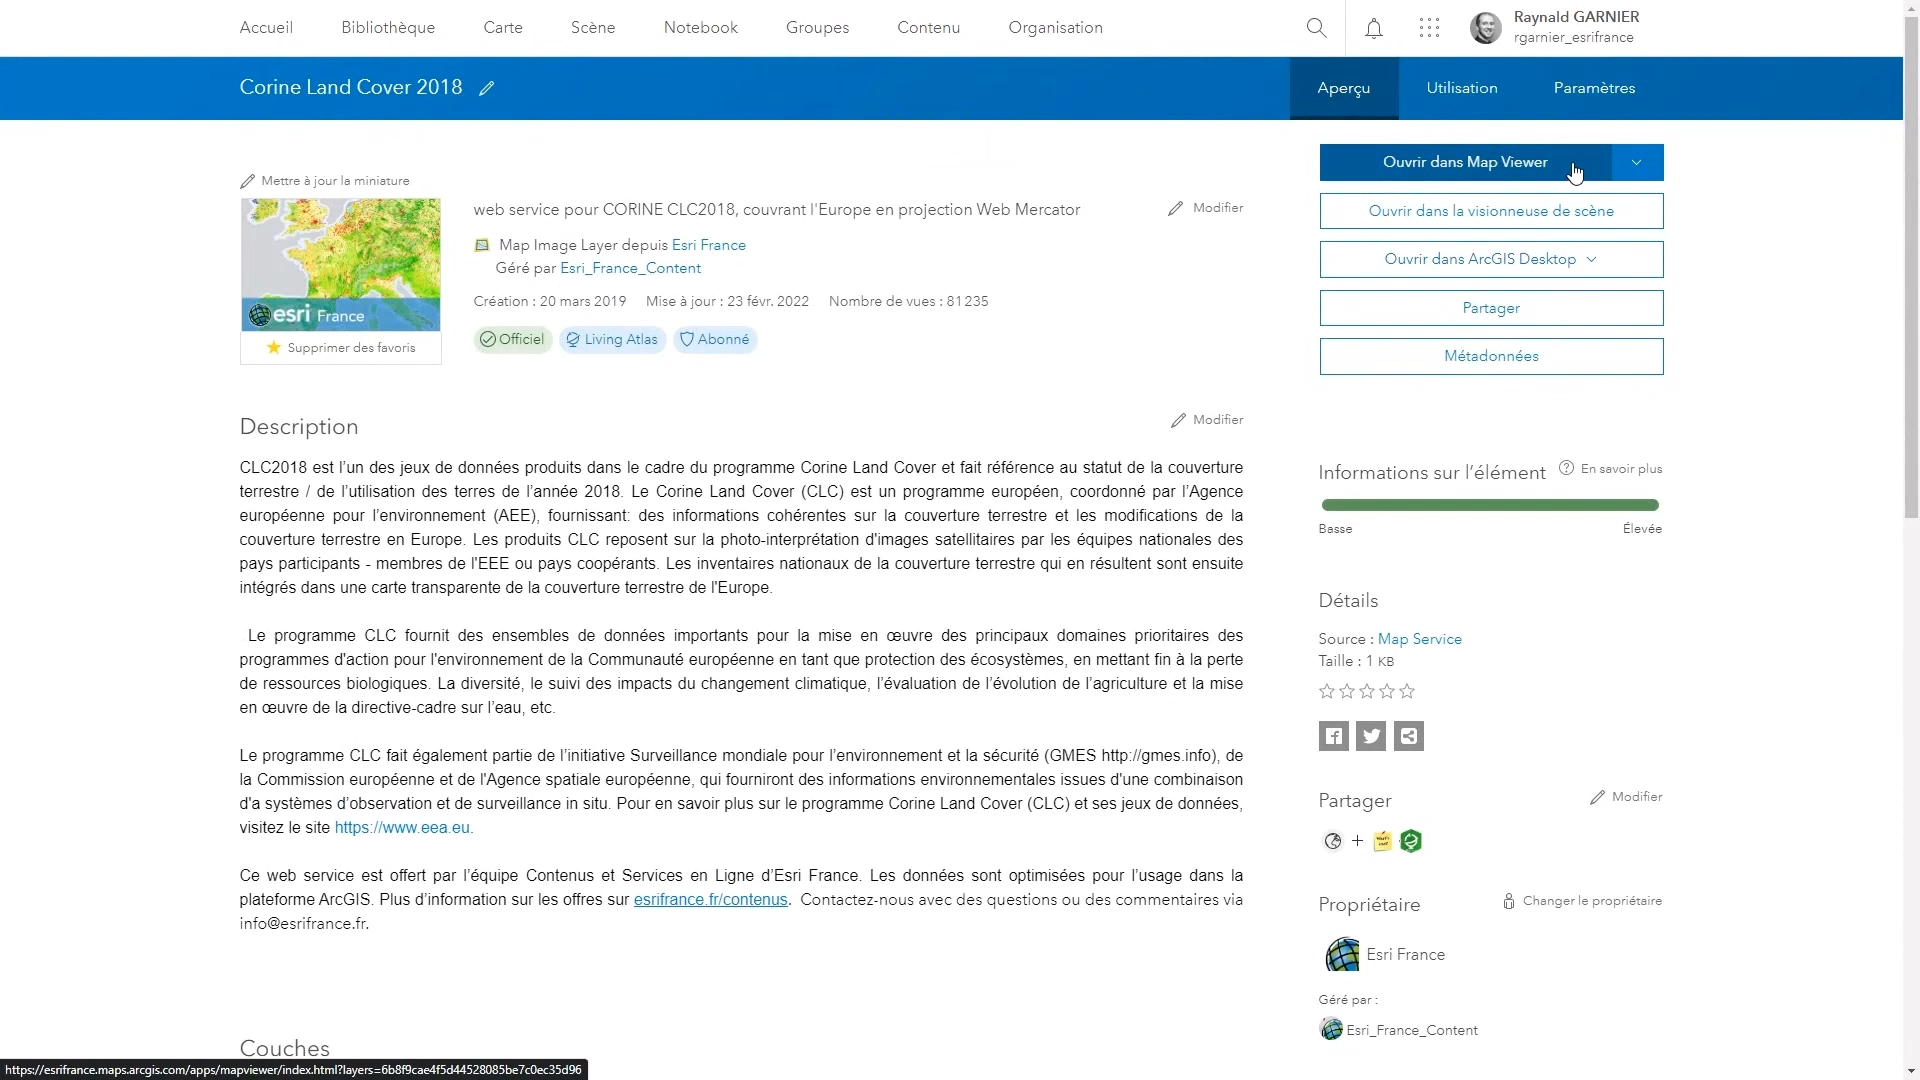 Accueil Bibliothèque Carte Scène Notebook Groupes Contenu Organisation
Raynald GARNIER
rgarnier_esrifrance
Corine Land Cover 2018
Aperçu Utilisation Paramètres
Ouvrir dans Map Viewer
Mettre à jour la miniature
esri France
Supprimer des favoris
web service pour CORINE CLC2018, couvrant l'Europe en projection Web Mercator
Modifier
Map Image Layer depuis Esri France
Géré par Esri_France_Content
Création : 20 mars 2019 Mise à jour : 23 févr. 2022 Nombre de vues : 81 235
Officiel Living Atlas Abonné
Ouvrir dans la visionneuse de scène
Ouvrir dans ArcGIS Desktop
Partager
Métadonnées
Description
Modifier
CLC2018 est l’un des jeux de données produits dans le cadre du programme Corine Land Cover et fait référence au statut de la couverture
terrestre / de l’utilisation des terres de l’année 2018. Le Corine Land Cover (CLC) est un programme européen, coordonné par l’Agence
européenne pour l’environnement (AEE), fournissant: des informations cohérentes sur la couverture terrestre et les modifications de la
couverture terrestre en Europe. Les produits CLC reposent sur la photo-interprétation d'images satellitaires par les équipes nationales des
pays participants - membres de l'EEE ou pays coopérants. Les inventaires nationaux de la couverture terrestre qui en résultent sont ensuite
intégrés dans une carte transparente de la couverture terrestre de l'Europe.
Le programme CLC fournit des ensembles de données importants pour la mise en œuvre des principaux domaines prioritaires des
programmes d'action pour l'environnement de la Communauté européenne en tant que protection des écosystèmes, en mettant fin à la perte
de ressources biologiques. La diversité, le suivi des impacts du changement climatique, l’évaluation de l’évolution de l’agriculture et la mise
en œuvre de la directive-cadre sur l’eau, etc.
Le programme CLC fait également partie de l’initiative Surveillance mondiale pour l’environnement et la sécurité (GMES http://gmes.info), de
la Commission européenne et de l'Agence spatiale européenne, qui fourniront des informations environnementales issues d'une combinaison
d'a systèmes d’observation et de surveillance in situ. Pour en savoir plus sur le programme Corine Land Cover (CLC) et ses jeux de données,
visitez le site https://www.eea.eu.
Ce web service est offert par l’équipe Contenus et Services en Ligne d’Esri France. Les données sont optimisées pour l’usage dans la
plateforme ArcGIS. Plus d’information sur les offres sur esrifrance.fr/contenus. Contactez-nous avec des questions ou des commentaires via
info@esrifrance.fr.
Couches
Informations sur l’élément En savoir plus
Basse Élevée
Détails
Source : Map Service
Taille : 1 KB
Partager Modifier
Propriétaire Changer le propriétaire
Esri France
Géré par :
Esri_France_Content
https://esrifrance.maps.arcgis.com/apps/mapviewer/index.html?layers=6b8f9cae4f5d44528085be7c0ec35d96